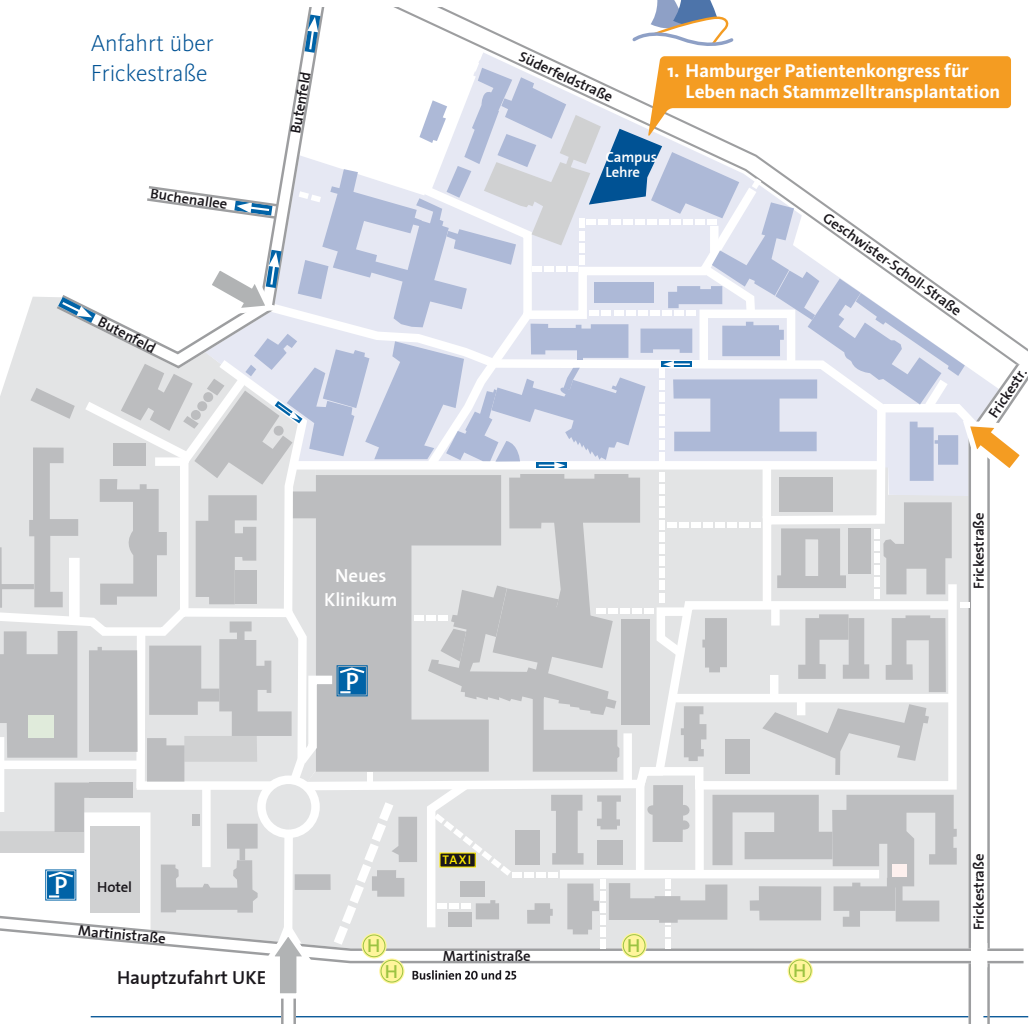 Anfahrt über
Frickestraße
Butenfeld
Süderfeldstraße
1. Hamburger Patientenkongress für
Leben nach Stammzelltransplantation
Campus
Lehre
Buchenallee
Geschwister-Scholl-Straße
Butenfeld
Frickestr.
Frickestraße
Neues
Klinikum
P
TAXI
P
Hotel
Frickestraße
Martinistraße
H
H
Martinistraße
H
Buslinien 20 und 25
H
Hauptzufahrt UKE